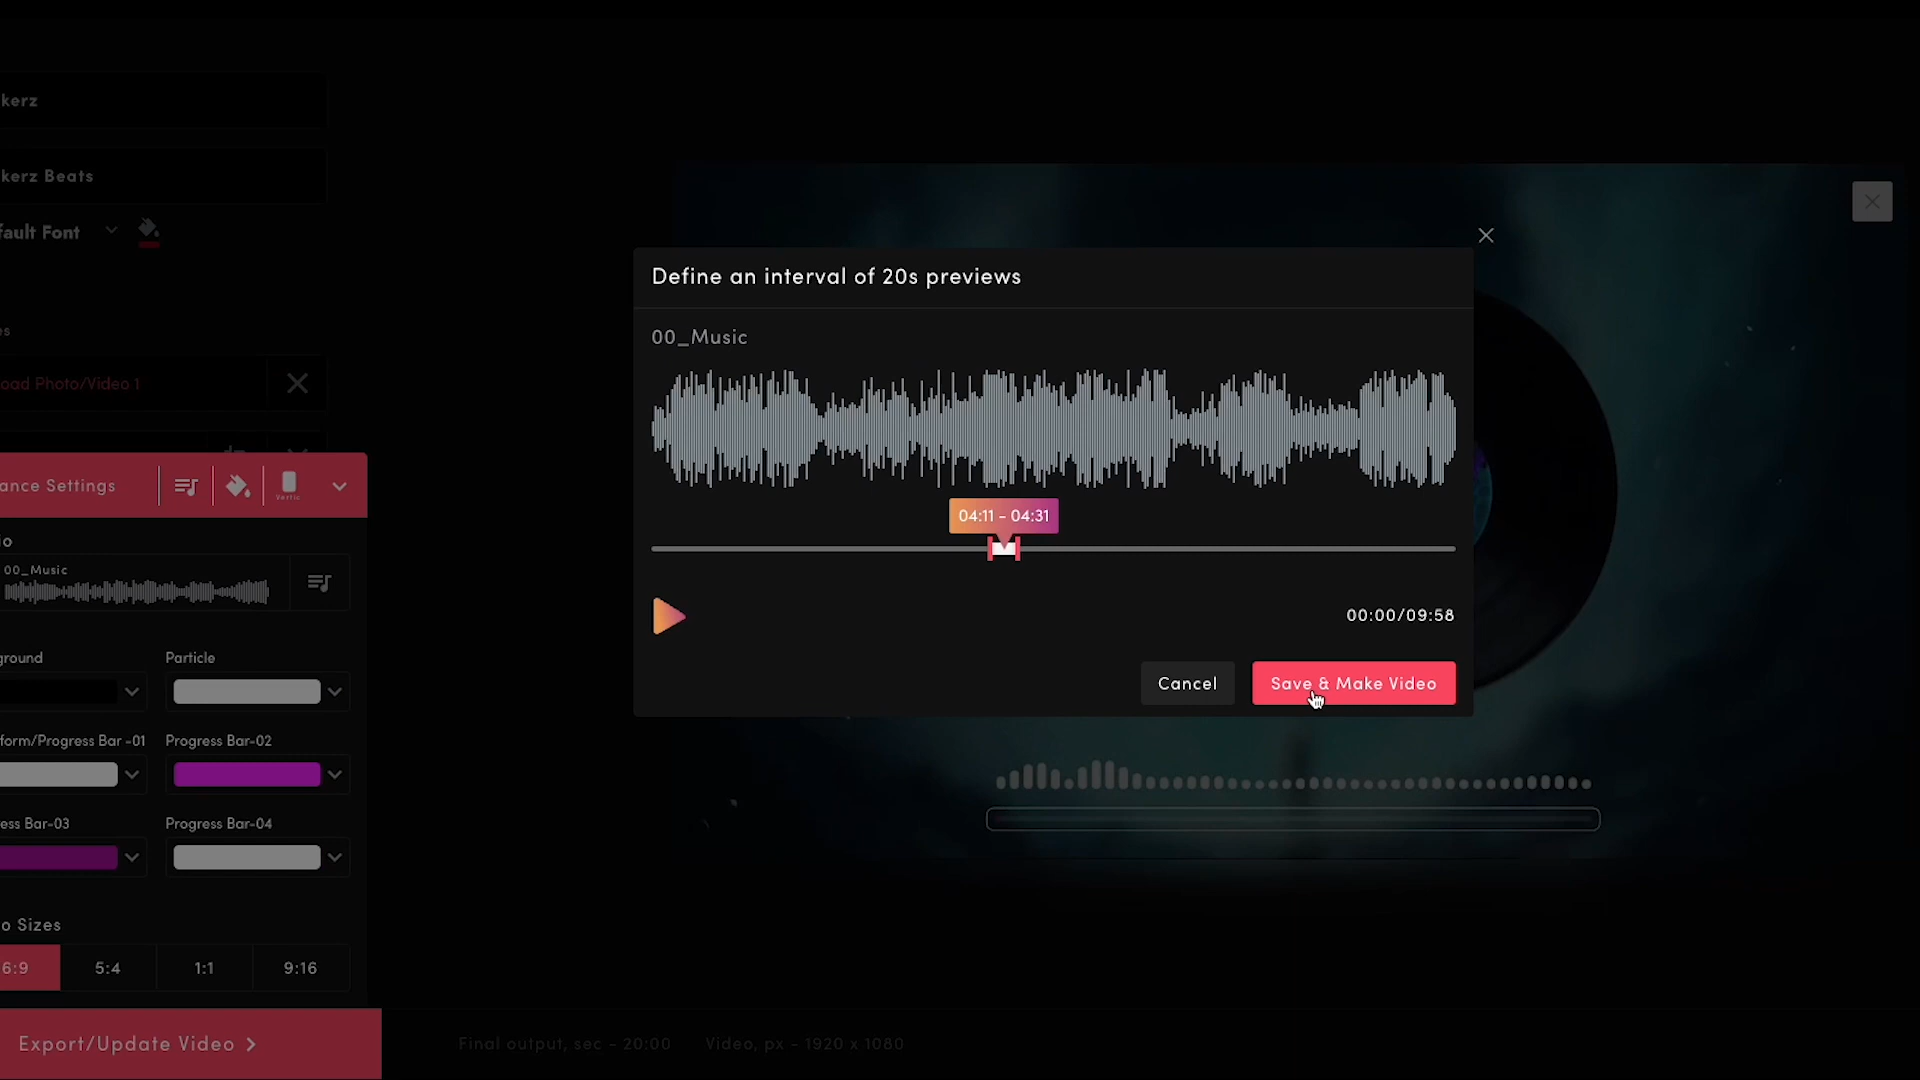 kerz
kerz Beats
fault Font
es
oad Photo/Video 1
ance Settings
Vertic
io
00_Music
ground
Particle
form/Progress Bar -01
Progress Bar-02
ess Bar-03
Progress Bar-04
o Sizes
6:9
5:4
1:1
9:16
Export/Update Video >
Define an interval of 20s previews
00_Music
04:11 - 04:31
00:00/09:58
Cancel
Save & Make Video
Final output, sec - 20:00
Video, px - 1920 x 1080